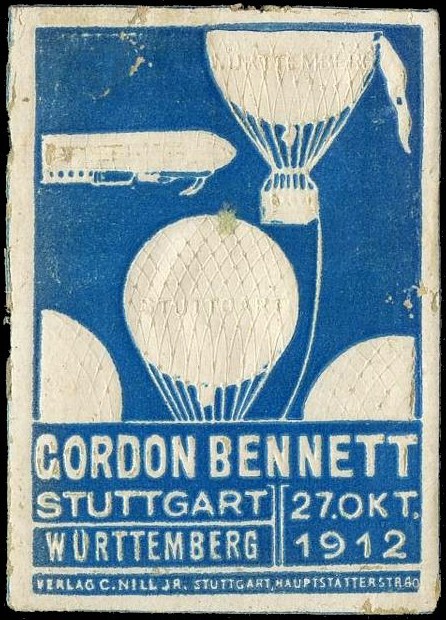 WÜRTTEMBERG
STUTTGART
GORDON BENNETT
STUTTGART
WÜRTTEMBERG
27.OKT.
1912
VERLAG C. NILL JR. STUTTGART, HAUPTSTÄTTERSTR.60